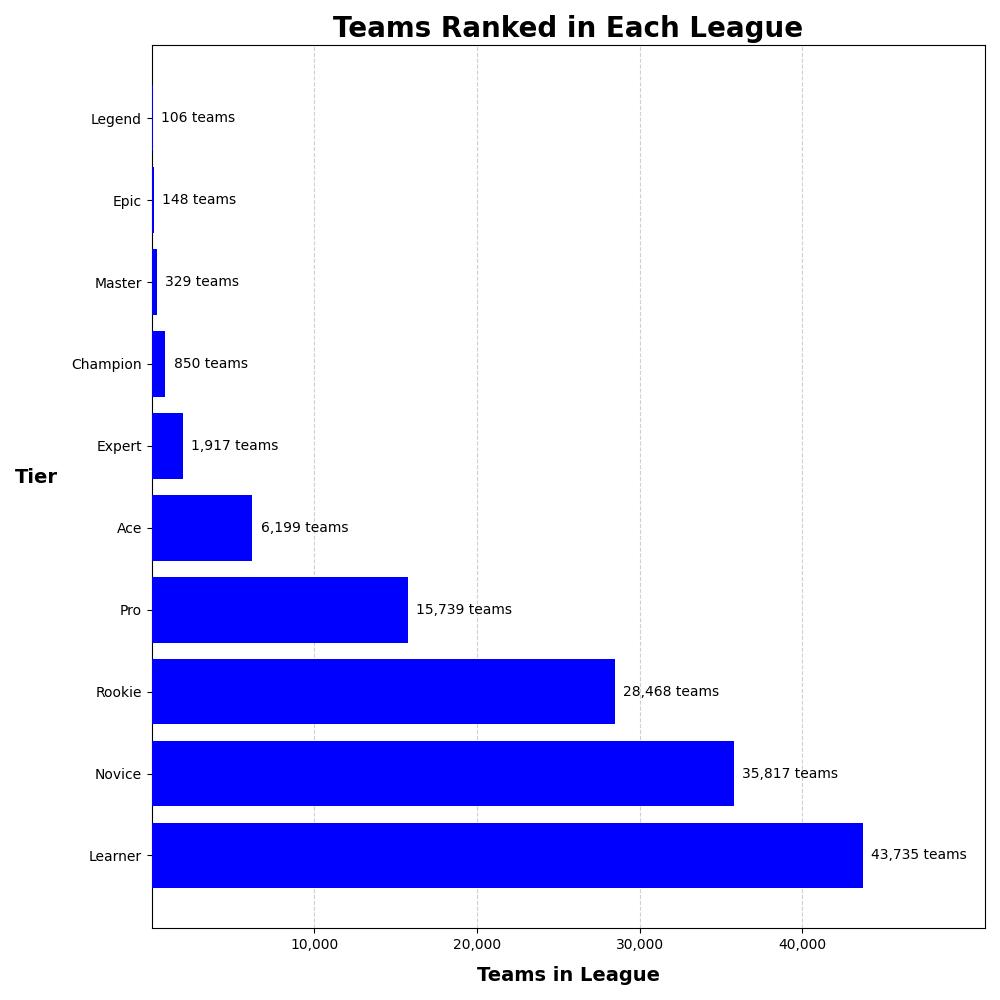 Teams Ranked in Each League
Legend 106 teams
Epic 148 teams
Master 329 teams
Champion 850 teams
Expert 1,917 teams
Tier
Ace 6,199 teams
Pro 15,739 teams
Rookie 28,468 teams
Novice 35,817 teams
Learner 43,735 teams
10,000 20,000 30,000 40,000
Teams in League